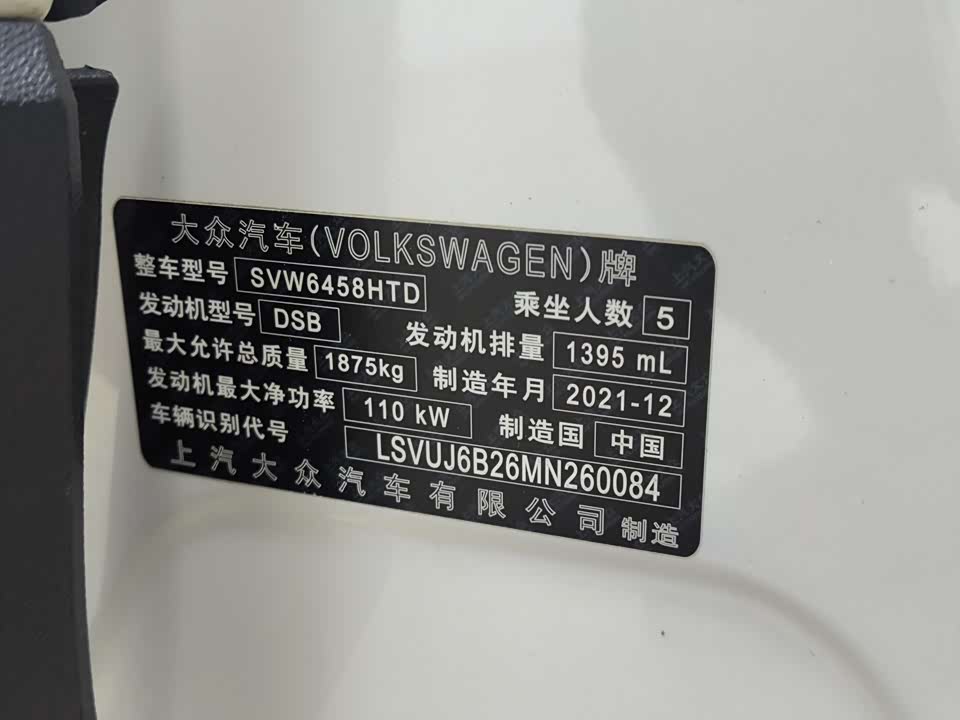 大众汽车(VOLKSWAGEN)牌
整车型号 SVW6458HTD 乘坐人数 5
发动机型号 DSB 发动机排量 1395 mL
最大允许总质量 1875kg 制造年月 2021-12
发动机最大净功率 110 kW 制造国 中国
车辆识别代号 LSVUJ6B26MN260084
上汽大众汽车有限公司制造